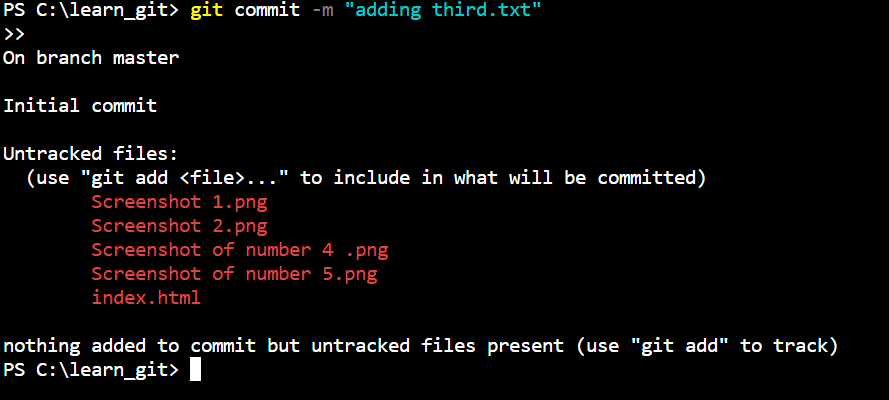 PS C:\learn_git> git commit -m "adding third.txt"
>>
On branch master
Initial commit
Untracked files:
  (use "git add <file>..." to include in what will be committed)
        Screenshot 1.png
        Screenshot 2.png
        Screenshot of number 4 .png
        Screenshot of number 5.png
        index.html
nothing added to commit but untracked files present (use "git add" to track)
PS C:\learn_git>